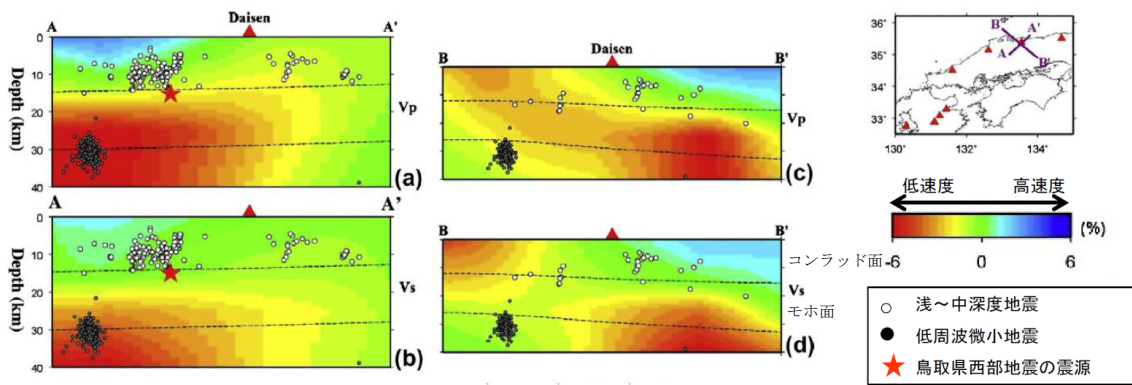 Daisen
A
A'
Depth (km)
0
10
20
30
40
Vp
(a)
A
A’
Depth (km)
0
10
20
30
40
Vs
(b)
Daisen
B
B'
Vp
(c)
B
B'
Vs
(d)
コンラッド面
モホ面
36°
35°
34°
33°
130°
132°
134°
B
A'
A
B'
低速度
高速度
-6
0
6
(%)
浅～中深度地震
低周波微小地震
鳥取県西部地震の震源